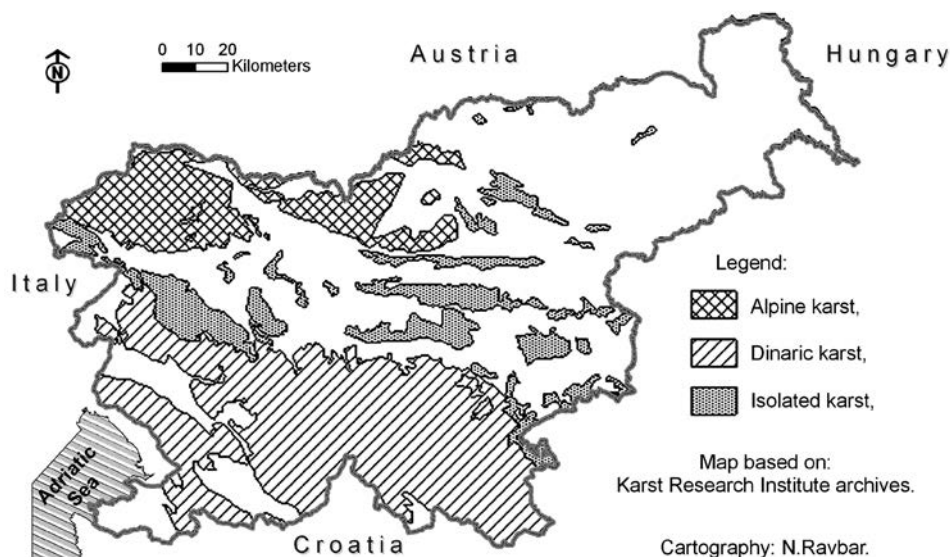 0 10 20
Kilometers
N
Austria
Hungary
Italy
Adriatic
Sea
Croatia
Legend:
Alpine karst,
Dinaric karst,
Isolated karst,
Map based on:
Karst Research Institute archives.
Cartography: N.Ravbar.